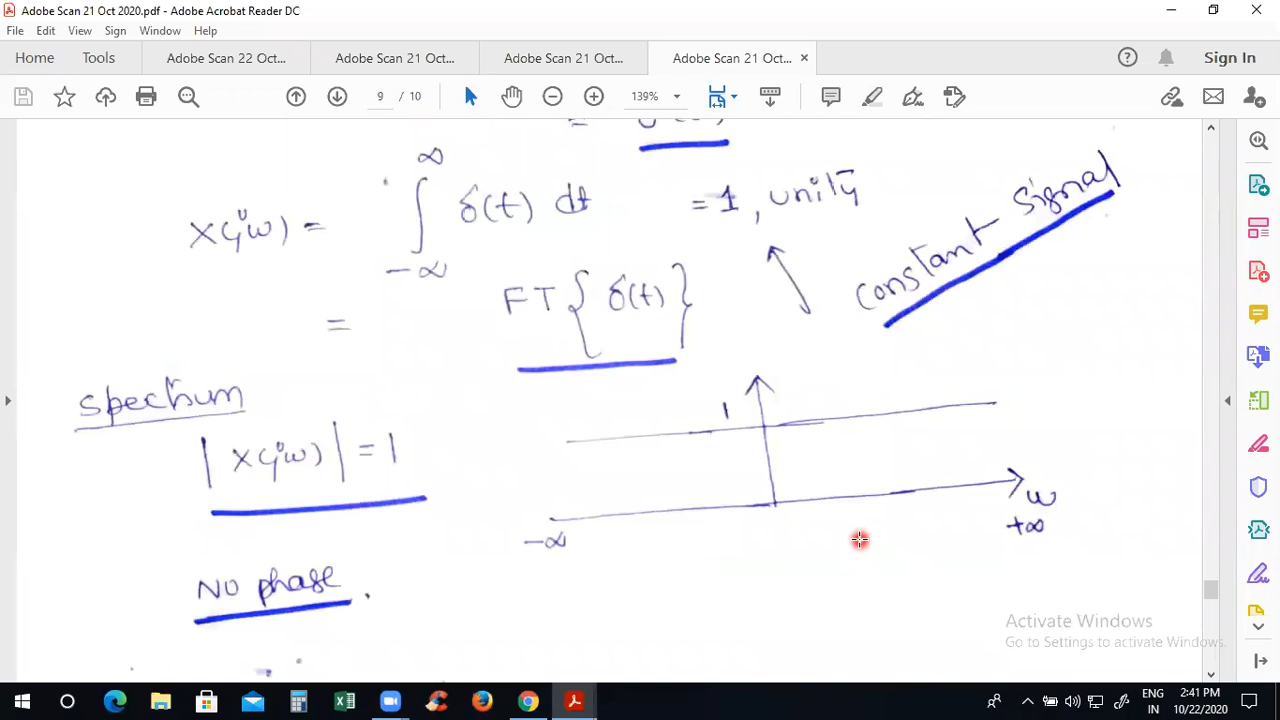 Adobe Scan 21 Oct 2020.pdf - Adobe Acrobat Reader DC
File Edit View Sign Window Help
Home Tools Adobe Scan 22 Oct... Adobe Scan 21 Oct... Adobe Scan 21 Oct... Adobe Scan 21 Oct... × Sign In
9 / 10 139%
X(jω) = ∫ ∞ -∞ δ(t) dt = 1, unity
constant signal
= FT { δ(t) }
spectrum
|X(jω)| = 1
1
ω
-∞ +∞
No phase.
Activate Windows
Go to Settings to activate Windows.
ENG 2:41 PM
IN 10/22/2020